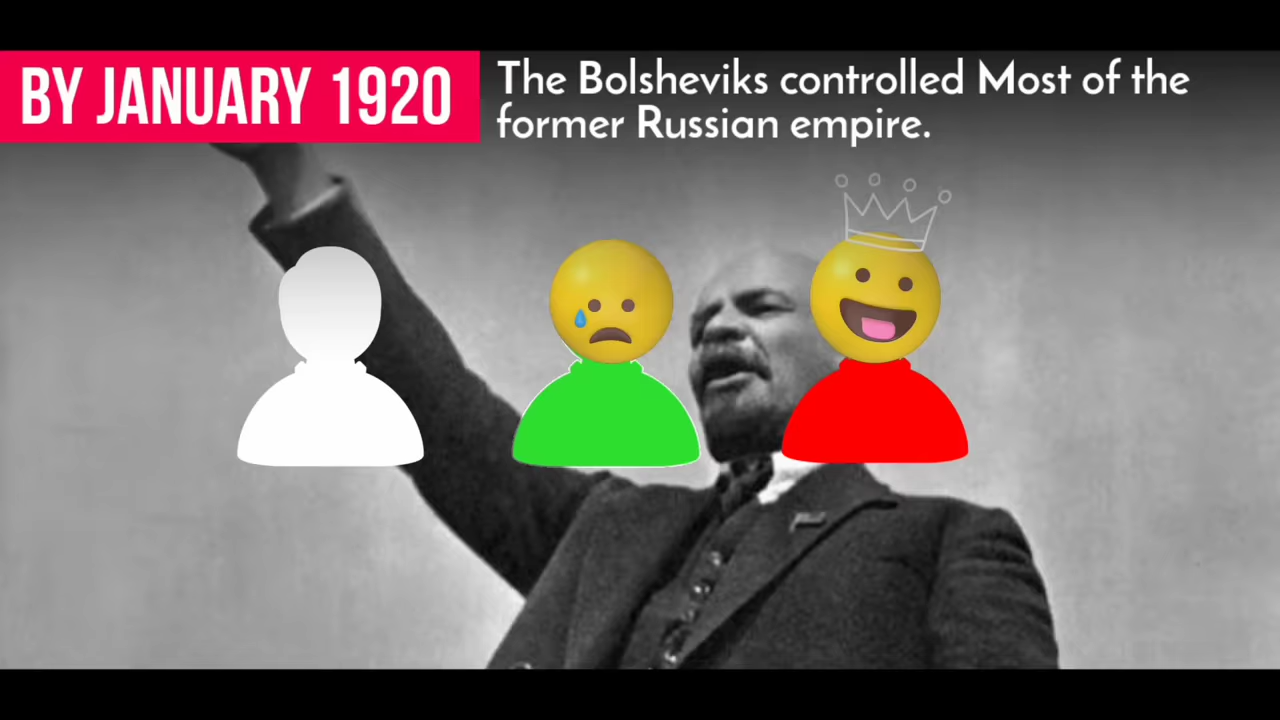 BY JANUARY 1920
The Bolsheviks controlled Most of the
former Russian empire.